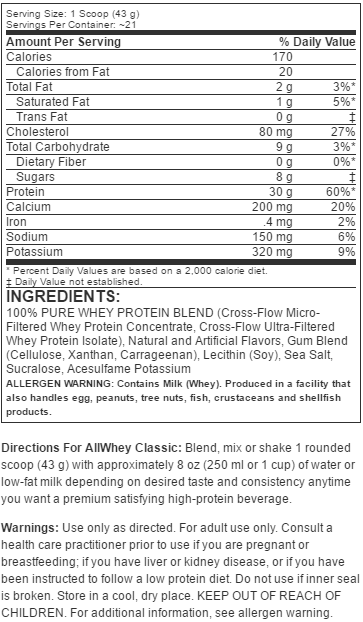 Serving Size: 1 Scoop (43 g)
Servings Per Container: ~21
Amount Per Serving % Daily Value
Calories 170
Calories from Fat 20
Total Fat 2 g 3%*
Saturated Fat 1 g 5%*
Trans Fat 0 g ‡
Cholesterol 80 mg 27%
Total Carbohydrate 9 g 3%*
Dietary Fiber 0 g 0%*
Sugars 8 g ‡
Protein 30 g 60%*
Calcium 200 mg 20%
Iron .4 mg 2%
Sodium 150 mg 6%
Potassium 320 mg 9%
* Percent Daily Values are based on a 2,000 calorie diet.
‡ Daily Value not established.
INGREDIENTS:
100% PURE WHEY PROTEIN BLEND (Cross-Flow Micro-
Filtered Whey Protein Concentrate, Cross-Flow Ultra-Filtered
Whey Protein Isolate), Natural and Artificial Flavors, Gum Blend
(Cellulose, Xanthan, Carrageenan), Lecithin (Soy), Sea Salt,
Sucralose, Acesulfame Potassium
ALLERGEN WARNING: Contains Milk (Whey). Produced in a facility that
also handles egg, peanuts, tree nuts, fish, crustaceans and shellfish
products.
Directions For AllWhey Classic: Blend, mix or shake 1 rounded
scoop (43 g) with approximately 8 oz (250 ml or 1 cup) of water or
low-fat milk depending on desired taste and consistency anytime
you want a premium satisfying high-protein beverage.
Warnings: Use only as directed. For adult use only. Consult a
health care practitioner prior to use if you are pregnant or
breastfeeding; if you have liver or kidney disease, or if you have
been instructed to follow a low protein diet. Do not use if inner seal
is broken. Store in a cool, dry place. KEEP OUT OF REACH OF
CHILDREN. For additional information, see allergen warning.